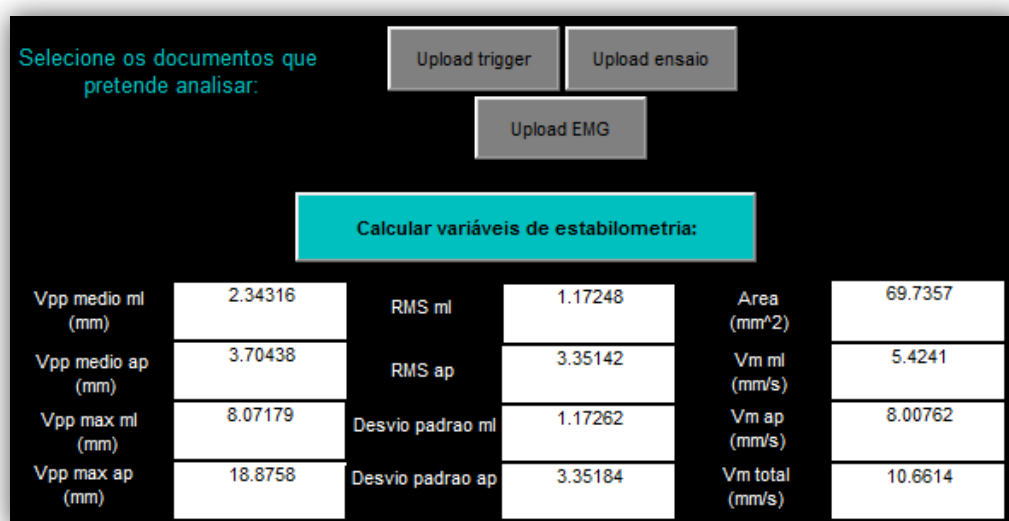 Selecione os documentos que
pretende analisar:
Upload trigger
Upload ensaio
Upload EMG
Calcular variáveis de estabilometria:
Vpp medio ml
(mm)
2.34316
RMS ml
1.17248
Area
(mm^2)
69.7357
Vpp medio ap
(mm)
3.70438
RMS ap
3.35142
Vm ml
(mm/s)
5.4241
Vpp max ml
(mm)
8.07179
Desvio padrao ml
1.17262
Vm ap
(mm/s)
8.00762
Vpp max ap
(mm)
18.8758
Desvio padrao ap
3.35184
Vm total
(mm/s)
10.6614